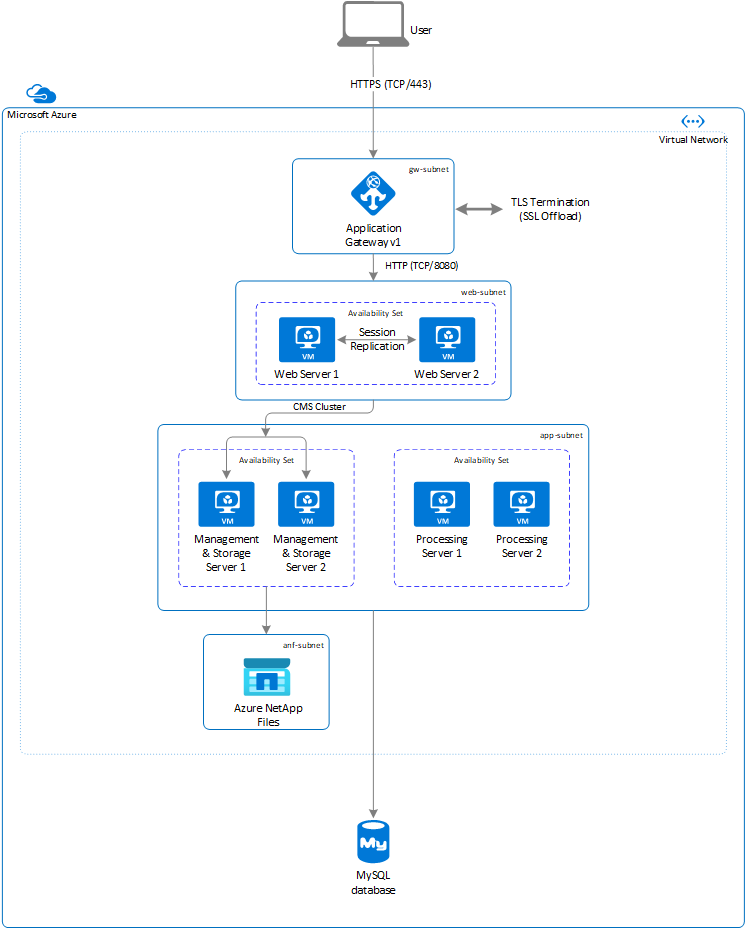 User
HTTPS (TCP/443)
Microsoft Azure
Virtual Network
gw-subnet
Application
Gateway v1
TLS Termination
(SSL Offload)
HTTP (TCP/8080)
web-subnet
Availability Set
Session
Replication
VM
VM
Web Server 1
Web Server 2
CMS Cluster
app-subnet
Availability Set
Availability Set
VM
VM
VM
VM
Management
& Storage
Server 1
Management
& Storage
Server 2
Processing
Server 1
Processing
Server 2
anf-subnet
Azure NetApp
Files
My
MySQL
database